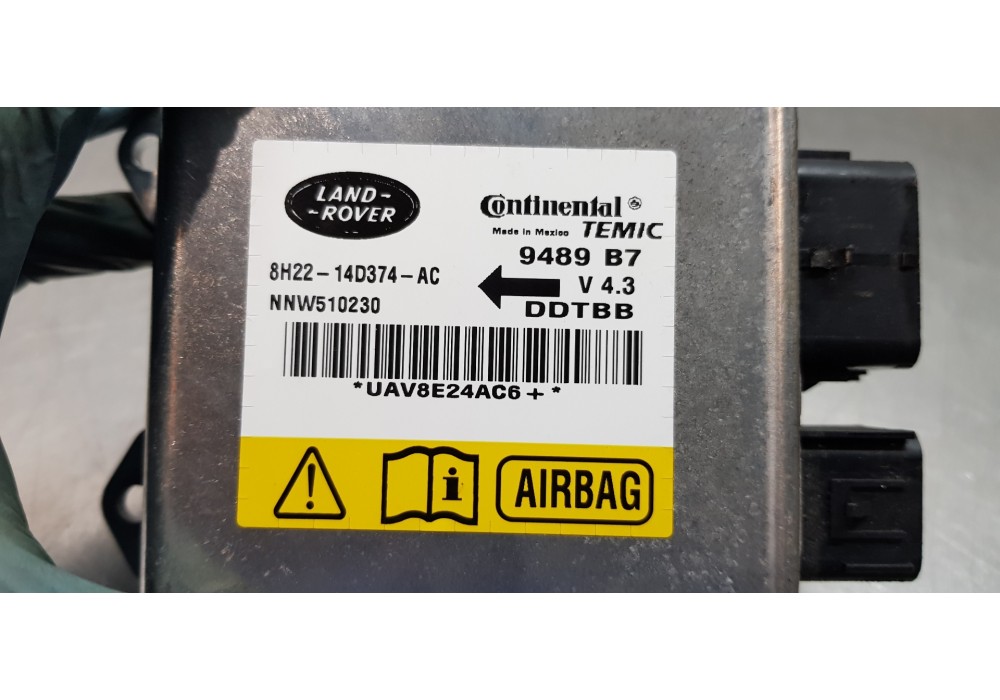 LAND-
-ROVER
Continental®
Made in Mexico TEMIC
9489 B7
8H22-14D374-AC
V 4.3
NNW510230
DDTBB
*UAV8E24AC6+*
AIRBAG